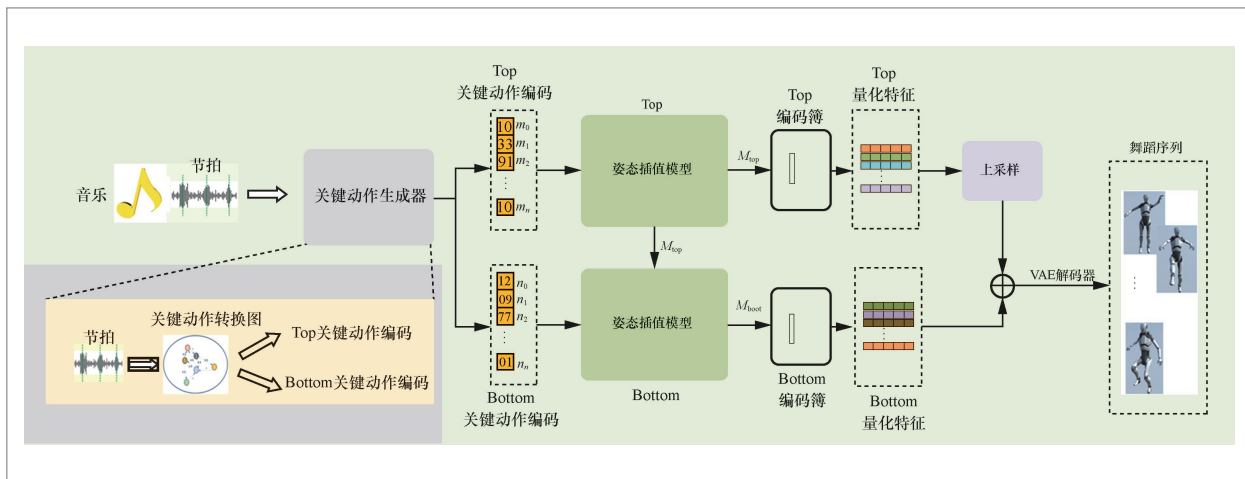 音乐
节拍
关键动作生成器
节拍
关键动作转换图
Top关键动作编码
Bottom关键动作编码
Top
关键动作编码
10 m0
33 m1
91 m2
⋮
10 mn
12 n0
09 n1
77 n2
⋮
01 nn
Bottom
关键动作编码
Top
姿态插值模型
Mtop
姿态插值模型
Bottom
Mtop
Mboot
Top
编码簿
Bottom
编码簿
Top
量化特征
Bottom
量化特征
上采样
VAE解码器
舞蹈序列